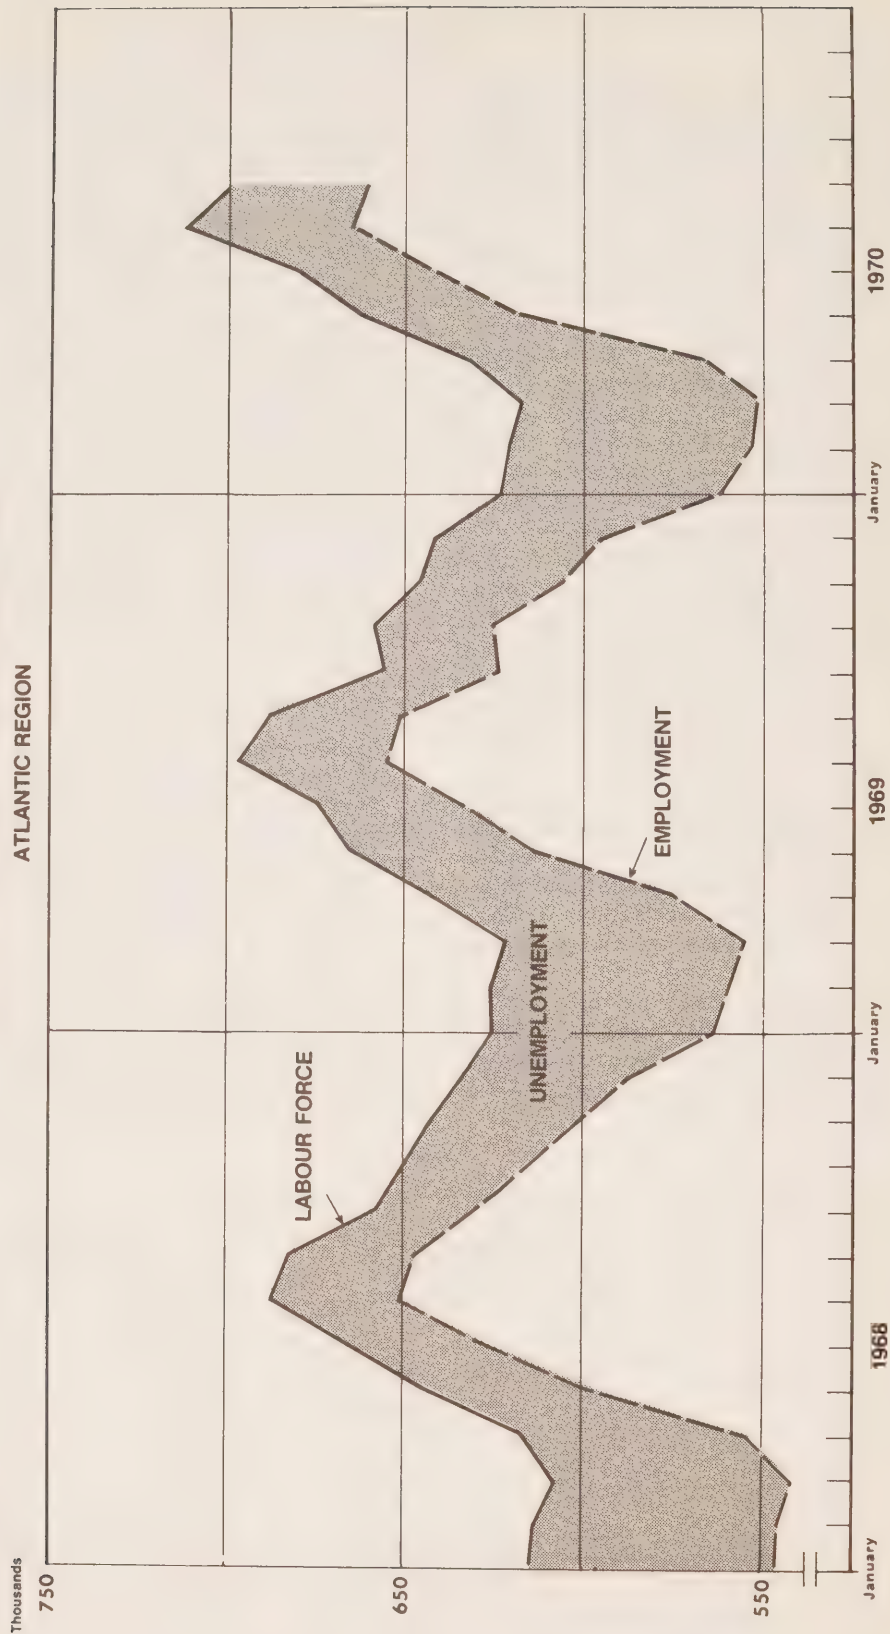 ATLANTIC REGION
Thousands
750
650
550
LABOUR FORCE
UNEMPLOYMENT
EMPLOYMENT
January
January
January
1968
1969
1970